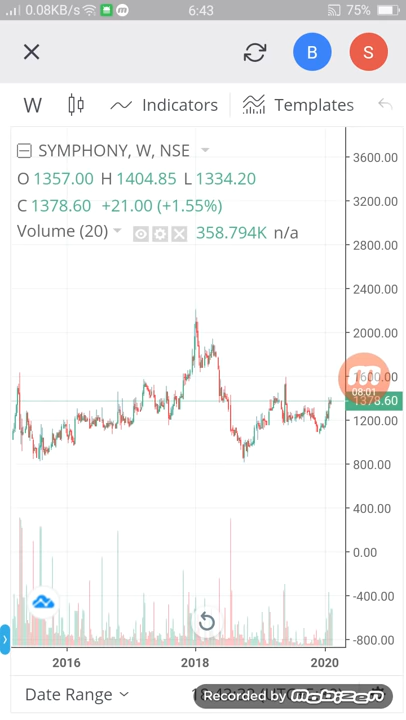 0.08KB/s 6:43 75%
B S
W Indicators Templates
SYMPHONY, W, NSE
O 1357.00 H 1404.85 L 1334.20
C 1378.60 +21.00 (+1.55%)
Volume (20) 358.794K n/a
3600.00
3200.00
2800.00
2400.00
2000.00
1600.00
08:01
1378.60
1200.00
800.00
400.00
0.00
-400.00
-800.00
2016 2018 2020
Date Range
Recorded by mobizen